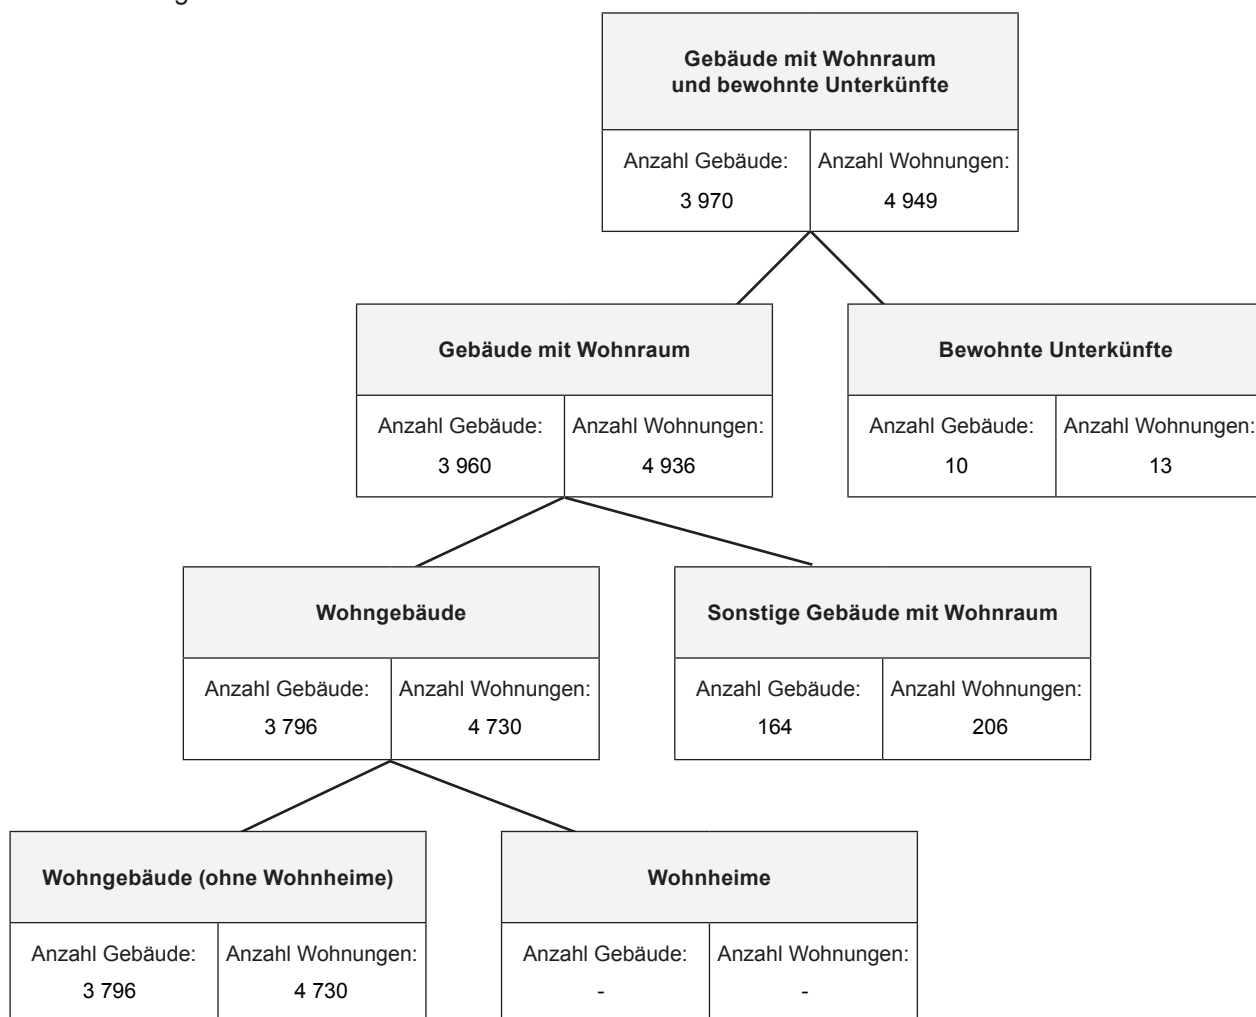 Gebäude mit Wohnraum
und bewohnte Unterkünfte
Anzahl Gebäude: Anzahl Wohnungen:
3 970 4 949
Gebäude mit Wohnraum
Bewohnte Unterkünfte
Anzahl Gebäude: Anzahl Wohnungen:
3 960 4 936
Anzahl Gebäude: Anzahl Wohnungen:
10 13
Wohngebäude
Sonstige Gebäude mit Wohnraum
Anzahl Gebäude: Anzahl Wohnungen:
3 796 4 730
Anzahl Gebäude: Anzahl Wohnungen:
164 206
Wohngebäude (ohne Wohnheime)
Wohnheime
Anzahl Gebäude: Anzahl Wohnungen:
3 796 4 730
Anzahl Gebäude: Anzahl Wohnungen:
- -